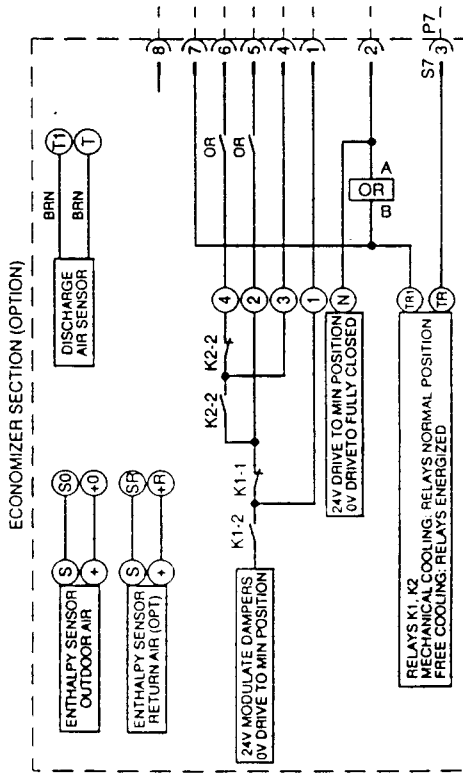 ECONOMIZER SECTION (OPTION)
ENTHALPY SENSOR
OUTDOOR AIR
S
+
SO
+O
ENTHALPY SENSOR
RETURN AIR (OPT)
S
+
SR
+R
DISCHARGE
AIR SENSOR
BRN
BRN
T1
T
8
7
6
5
4
1
2
3
S7
P7
OR
OR
4
2
3
1
N
K2-2
K2-2
K1-1
K1-2
24V MODULATE DAMPERS
0V DRIVE TO MIN POSITION
24V DRIVE TO MIN POSITION
0V DRIVE TO FULLY CLOSED
B
OR
A
TR1
TR
RELAYS K1, K2
MECHANICAL COOLING: RELAYS NORMAL POSITION
FREE COOLING: RELAYS ENERGIZED